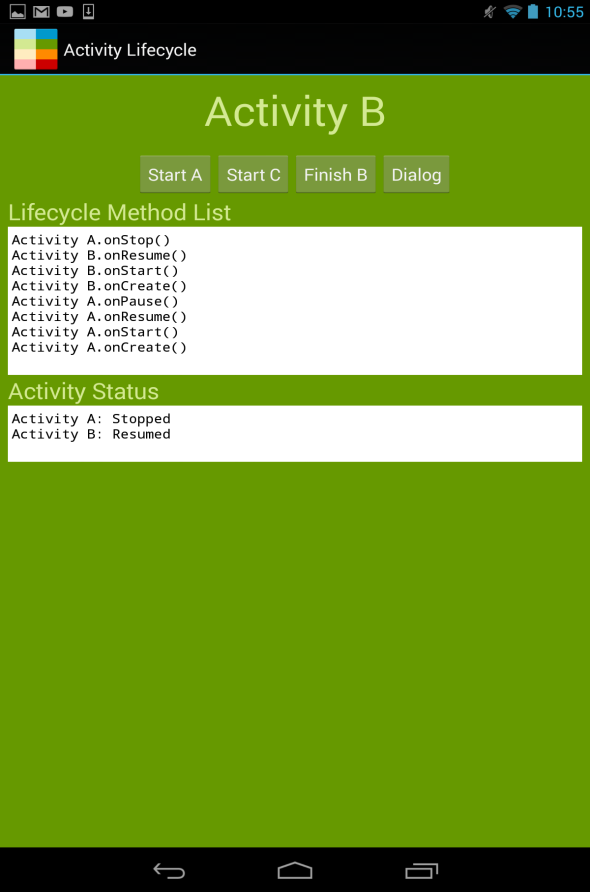 10:55
Activity Lifecycle
Activity B
Start A Start C Finish B Dialog
Lifecycle Method List
Activity A.onStop()
Activity B.onResume()
Activity B.onStart()
Activity B.onCreate()
Activity A.onPause()
Activity A.onResume()
Activity A.onStart()
Activity A.onCreate()
Activity Status
Activity A: Stopped
Activity B: Resumed